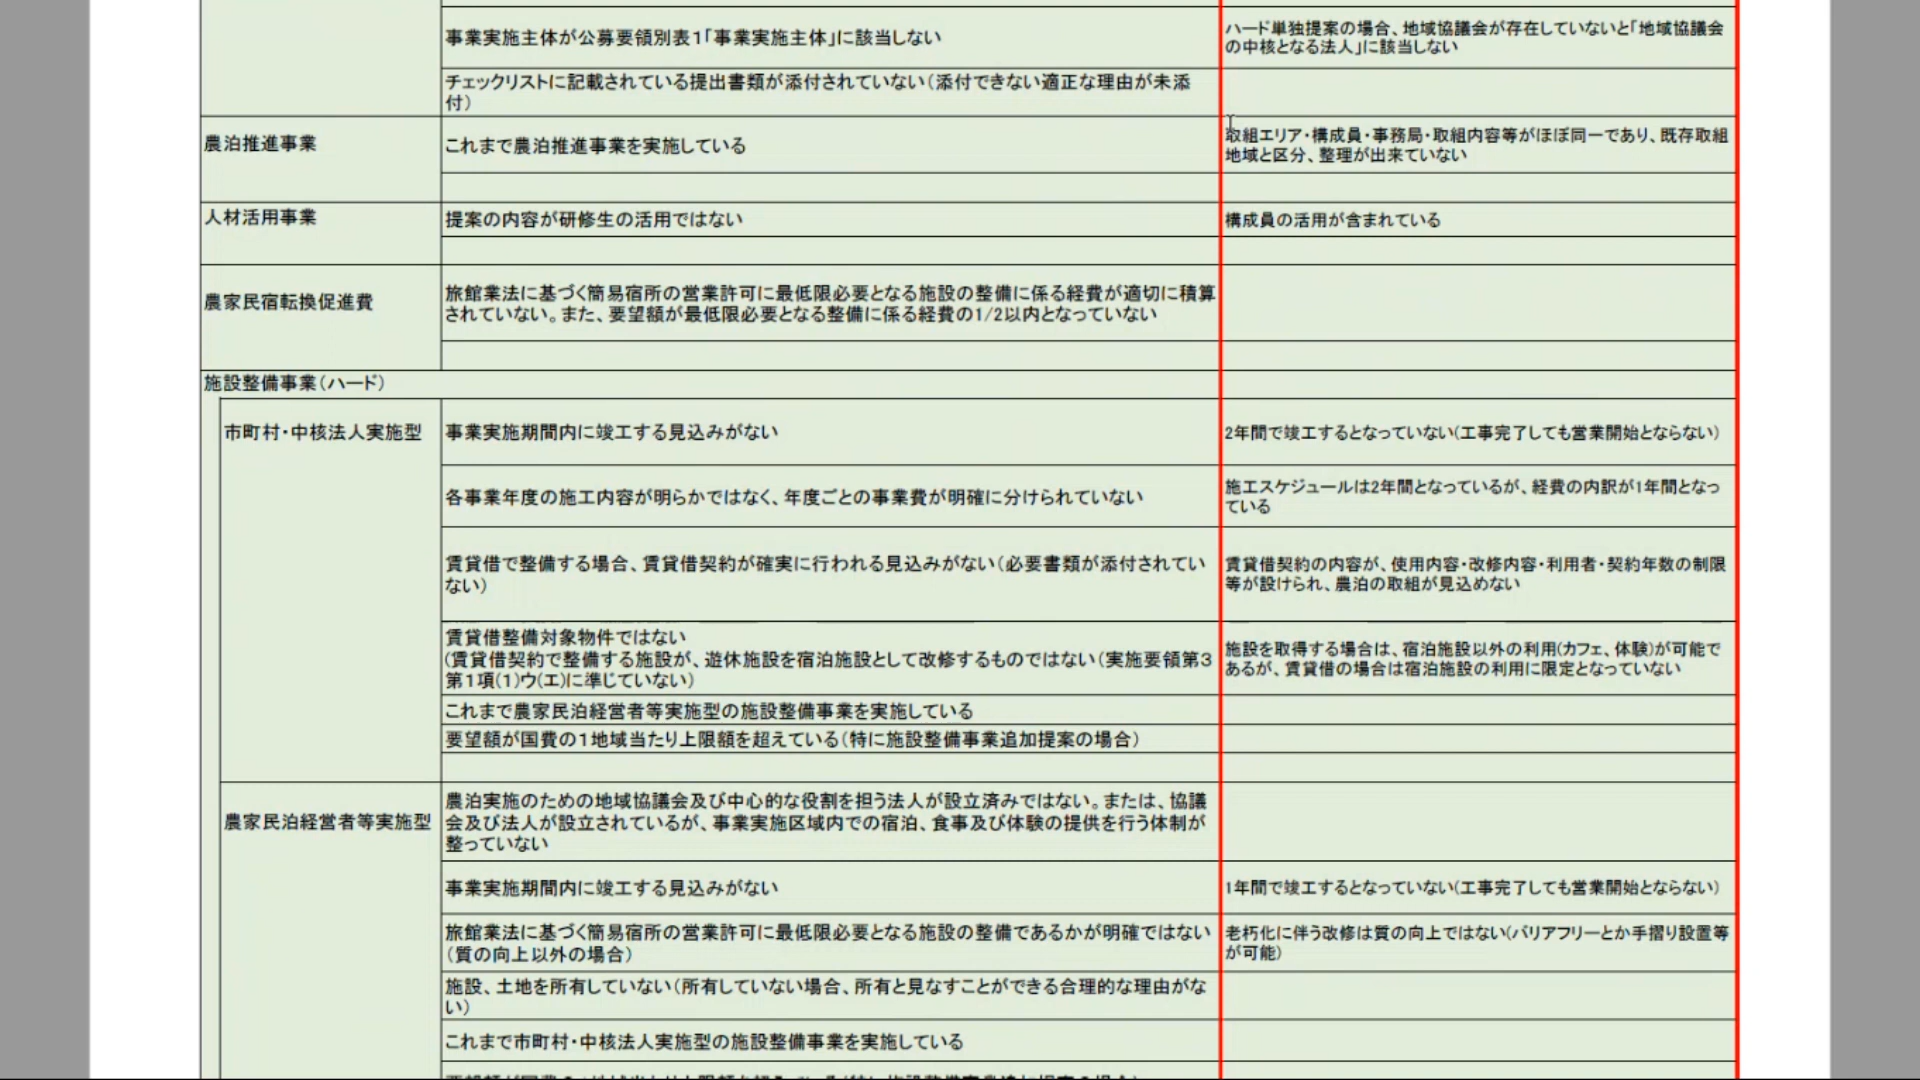 事業実施主体が公募要領別表1「事業実施主体」に該当しない
ハード単独提案の場合、地域協議会が存在していないと「地域協議会
の中核となる法人」に該当しない
チェックリストに記載されている提出書類が添付されていない(添付できない適正な理由が未添
付)
農泊推進事業
これまで農泊推進事業を実施している
取組エリア・構成員・事務局・取組内容等がほぼ同一であり、既存取組
地域と区分、整理が出来ていない
人材活用事業
提案の内容が研修生の活用ではない
構成員の活用が含まれている
農家民宿転換促進費
旅館業法に基づく簡易宿所の営業許可に最低限必要となる施設の整備に係る経費が適切に積算
されていない。また、要望額が最低限必要となる整備に係る経費の1/2以内となっていない
施設整備事業(ハード)
市町村・中核法人実施型
事業実施期間内に竣工する見込みがない
2年間で竣工するとなっていない(工事完了しても営業開始とならない)
各事業年度の施工内容が明らかではなく、年度ごとの事業費が明確に分けられていない
施工スケジュールは2年間となっているが、経費の内訳が1年間となっ
ている
賃貸借で整備する場合、賃貸借契約が確実に行われる見込みがない(必要書類が添付されてい
ない)
賃貸借契約の内容が、使用内容・改修内容・利用者・契約年数の制限
等が設けられ、農泊の取組が見込めない
賃貸借整備対象物件ではない
(賃貸借契約で整備する施設が、遊休施設を宿泊施設として改修するものではない(実施要領第3
第1項(1)ウ(エ)に準じていない)
施設を取得する場合は、宿泊施設以外の利用(カフェ、体験)が可能で
あるが、賃貸借の場合は宿泊施設の利用に限定となっていない
これまで農家民泊経営者等実施型の施設整備事業を実施している
要望額が国費の1地域当たり上限額を超えている(特に施設整備事業追加提案の場合)
農家民泊経営者等実施型
農泊実施のための地域協議会及び中心的な役割を担う法人が設立済みではない。または、協議
会及び法人が設立されているが、事業実施区域内での宿泊、食事及び体験の提供を行う体制が
整っていない
事業実施期間内に竣工する見込みがない
1年間で竣工するとなっていない(工事完了しても営業開始とならない)
旅館業法に基づく簡易宿所の営業許可に最低限必要となる施設の整備であるかが明確ではない
(質の向上以外の場合)
老朽化に伴う改修は質の向上ではない(バリアフリーとか手摺り設置等
が可能)
施設、土地を所有していない(所有していない場合、所有と見なすことができる合理的な理由がな
い)
これまで市町村・中核法人実施型の施設整備事業を実施している